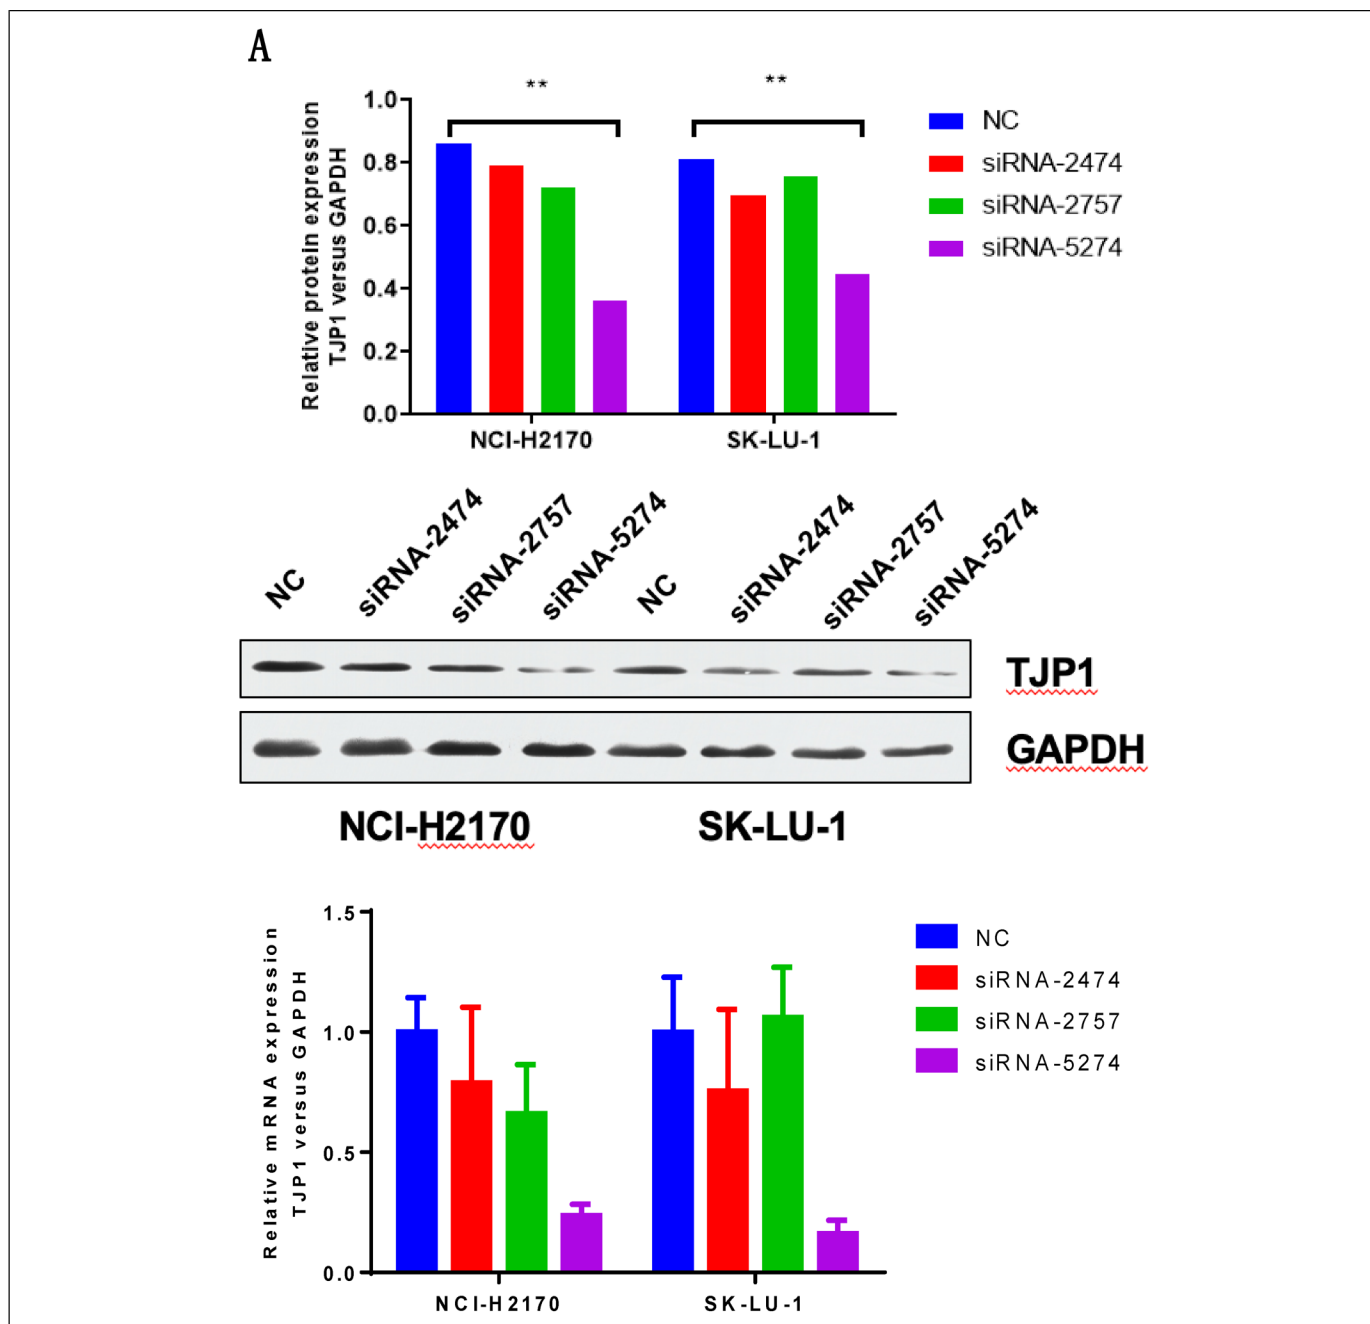 A
**
**
Relative protein expression
TJP1 versus GAPDH
1.0
0.8
0.6
0.4
0.2
0.0
NCI-H2170
SK-LU-1
NC
siRNA-2474
siRNA-2757
siRNA-5274
NC
siRNA-2474
siRNA-2757
siRNA-5274
NC
siRNA-2474
siRNA-2757
siRNA-5274
TJP1
GAPDH
NCI-H2170
SK-LU-1
Relative mRNA expression
TJP1 versus GAPDH
1.5
1.0
0.5
0.0
NCI-H2170
SK-LU-1
NC
siRNA-2474
siRNA-2757
siRNA-5274